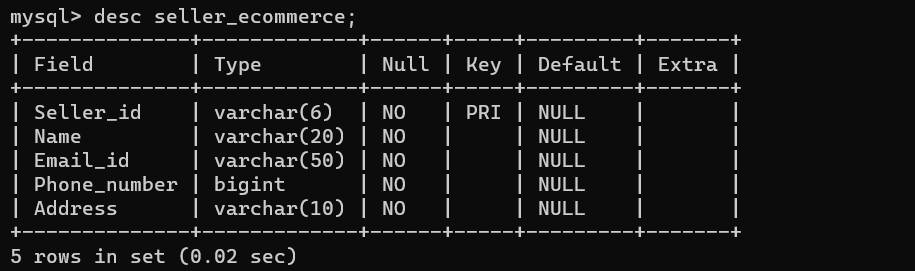 mysql> desc seller_ecommerce;
+--------------+-------------+------+-----+---------+-------+
| Field        | Type        | Null | Key | Default | Extra |
+--------------+-------------+------+-----+---------+-------+
| Seller_id    | varchar(6)  | NO   | PRI | NULL    |       |
| Name         | varchar(20) | NO   |     | NULL    |       |
| Email_id     | varchar(50) | NO   |     | NULL    |       |
| Phone_number | bigint      | NO   |     | NULL    |       |
| Address      | varchar(10) | NO   |     | NULL    |       |
+--------------+-------------+------+-----+---------+-------+
5 rows in set (0.02 sec)